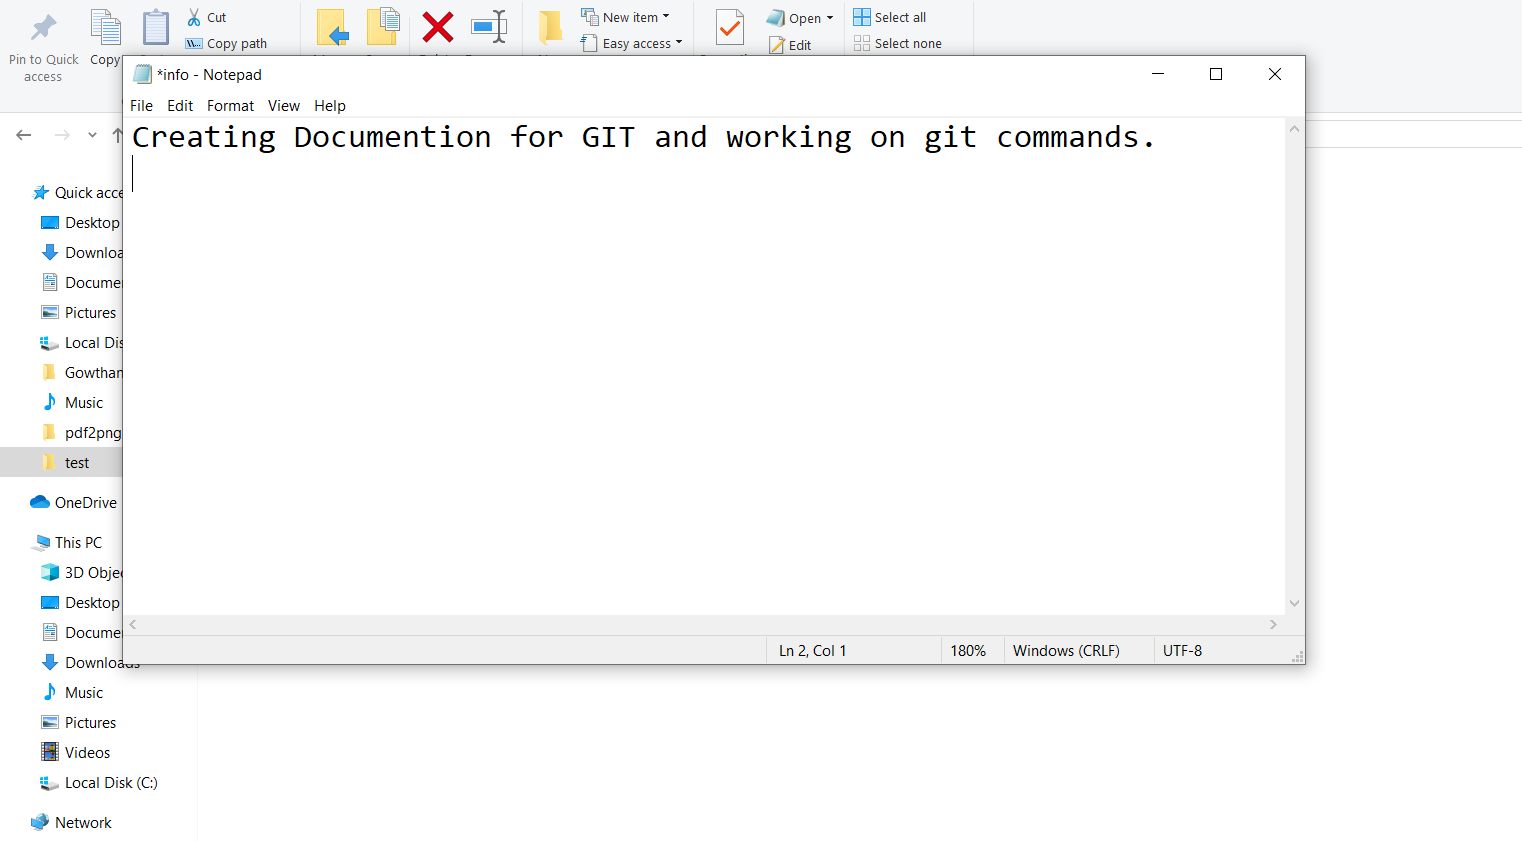 Pin to Quick access
Copy
Cut
Copy path
New item
Easy access
Open
Edit
Select all
Select none
*info - Notepad
File Edit Format View Help
Creating Documention for GIT and working on git commands.
Quick acce
Desktop
Downloa
Docume
Pictures
Local Dis
Gowthan
Music
pdf2png
test
OneDrive
This PC
3D Objec
Desktop
Docume
Downloads
Music
Pictures
Videos
Local Disk (C:)
Network
Ln 2, Col 1 180% Windows (CRLF) UTF-8